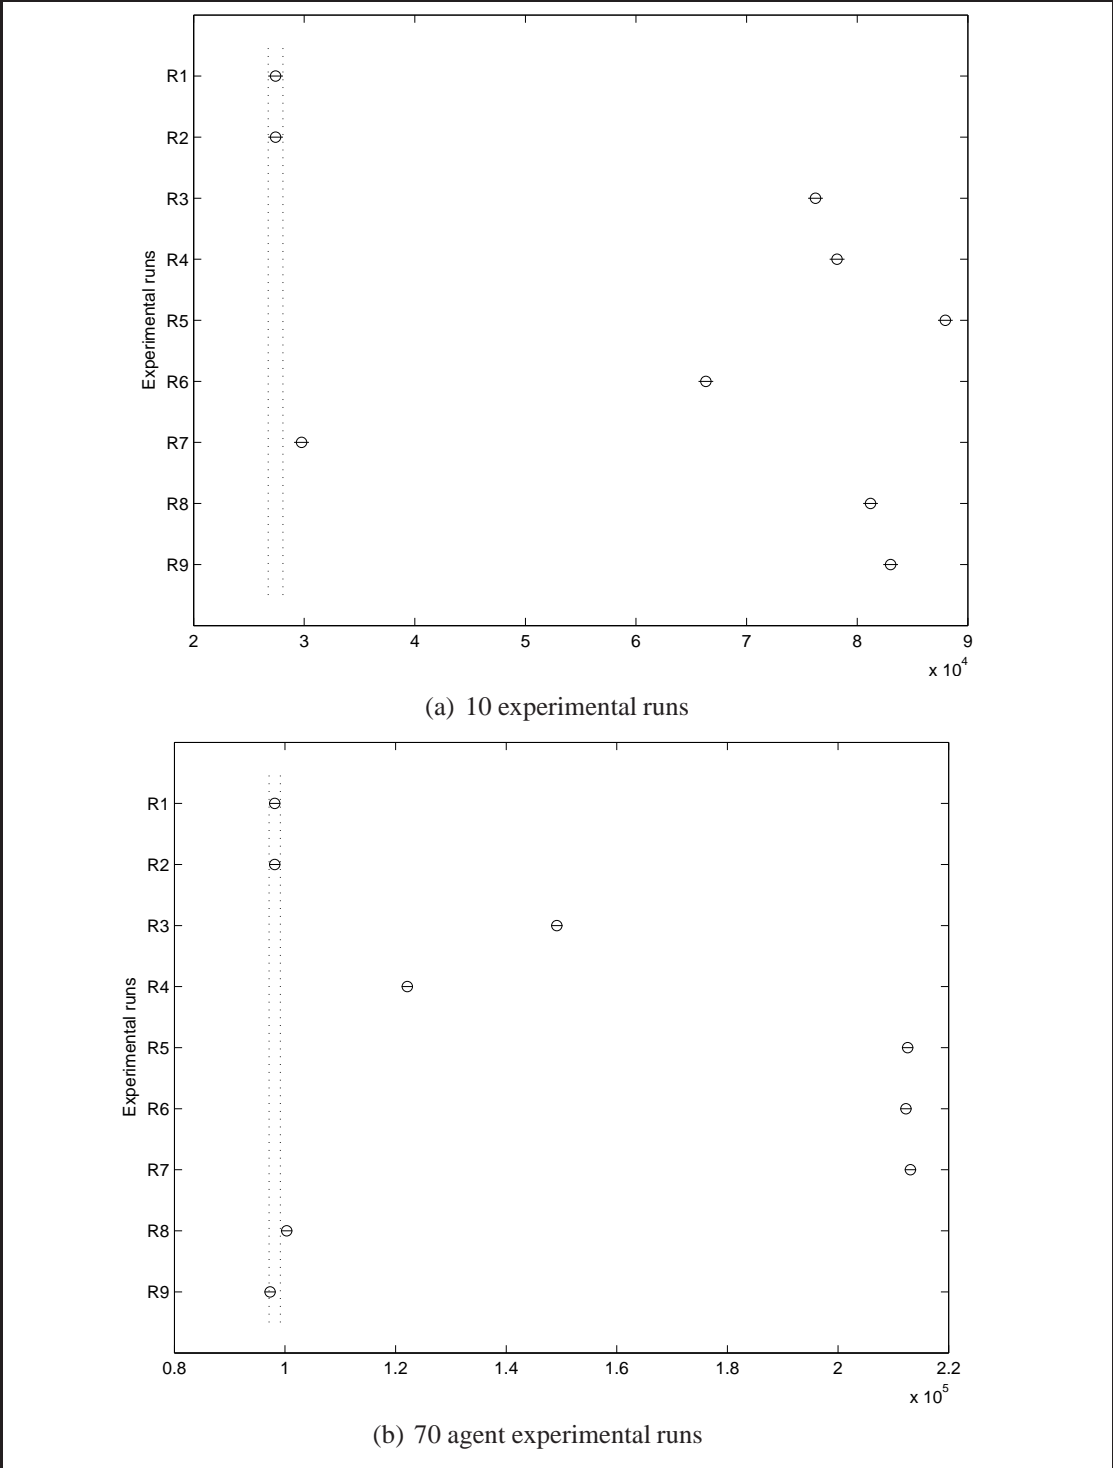 R1
R2
R3
R4
R5
R6
R7
R8
R9
Experimental runs
2 3 4 5 6 7 8 9
x 10^4
(a) 10 experimental runs
R1
R2
R3
R4
R5
R6
R7
R8
R9
Experimental runs
0.8 1 1.2 1.4 1.6 1.8 2 2.2
x 10^5
(b) 70 agent experimental runs